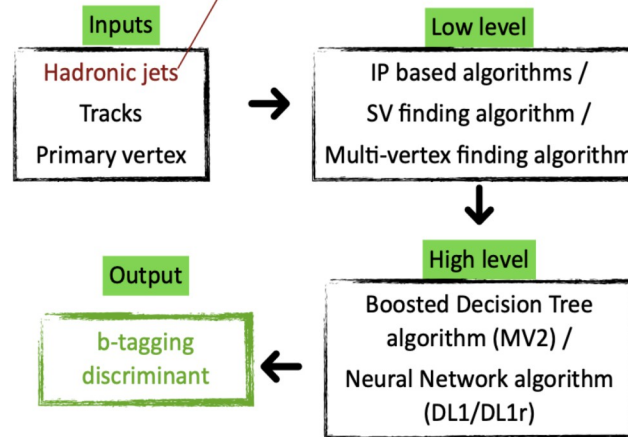 Inputs
Hadronic jets
Tracks
Primary vertex
Low level
IP based algorithms /
SV finding algorithm /
Multi-vertex finding algorithm
High level
Boosted Decision Tree
algorithm (MV2) /
Neural Network algorithm
(DL1/DL1r)
Output
b-tagging
discriminant